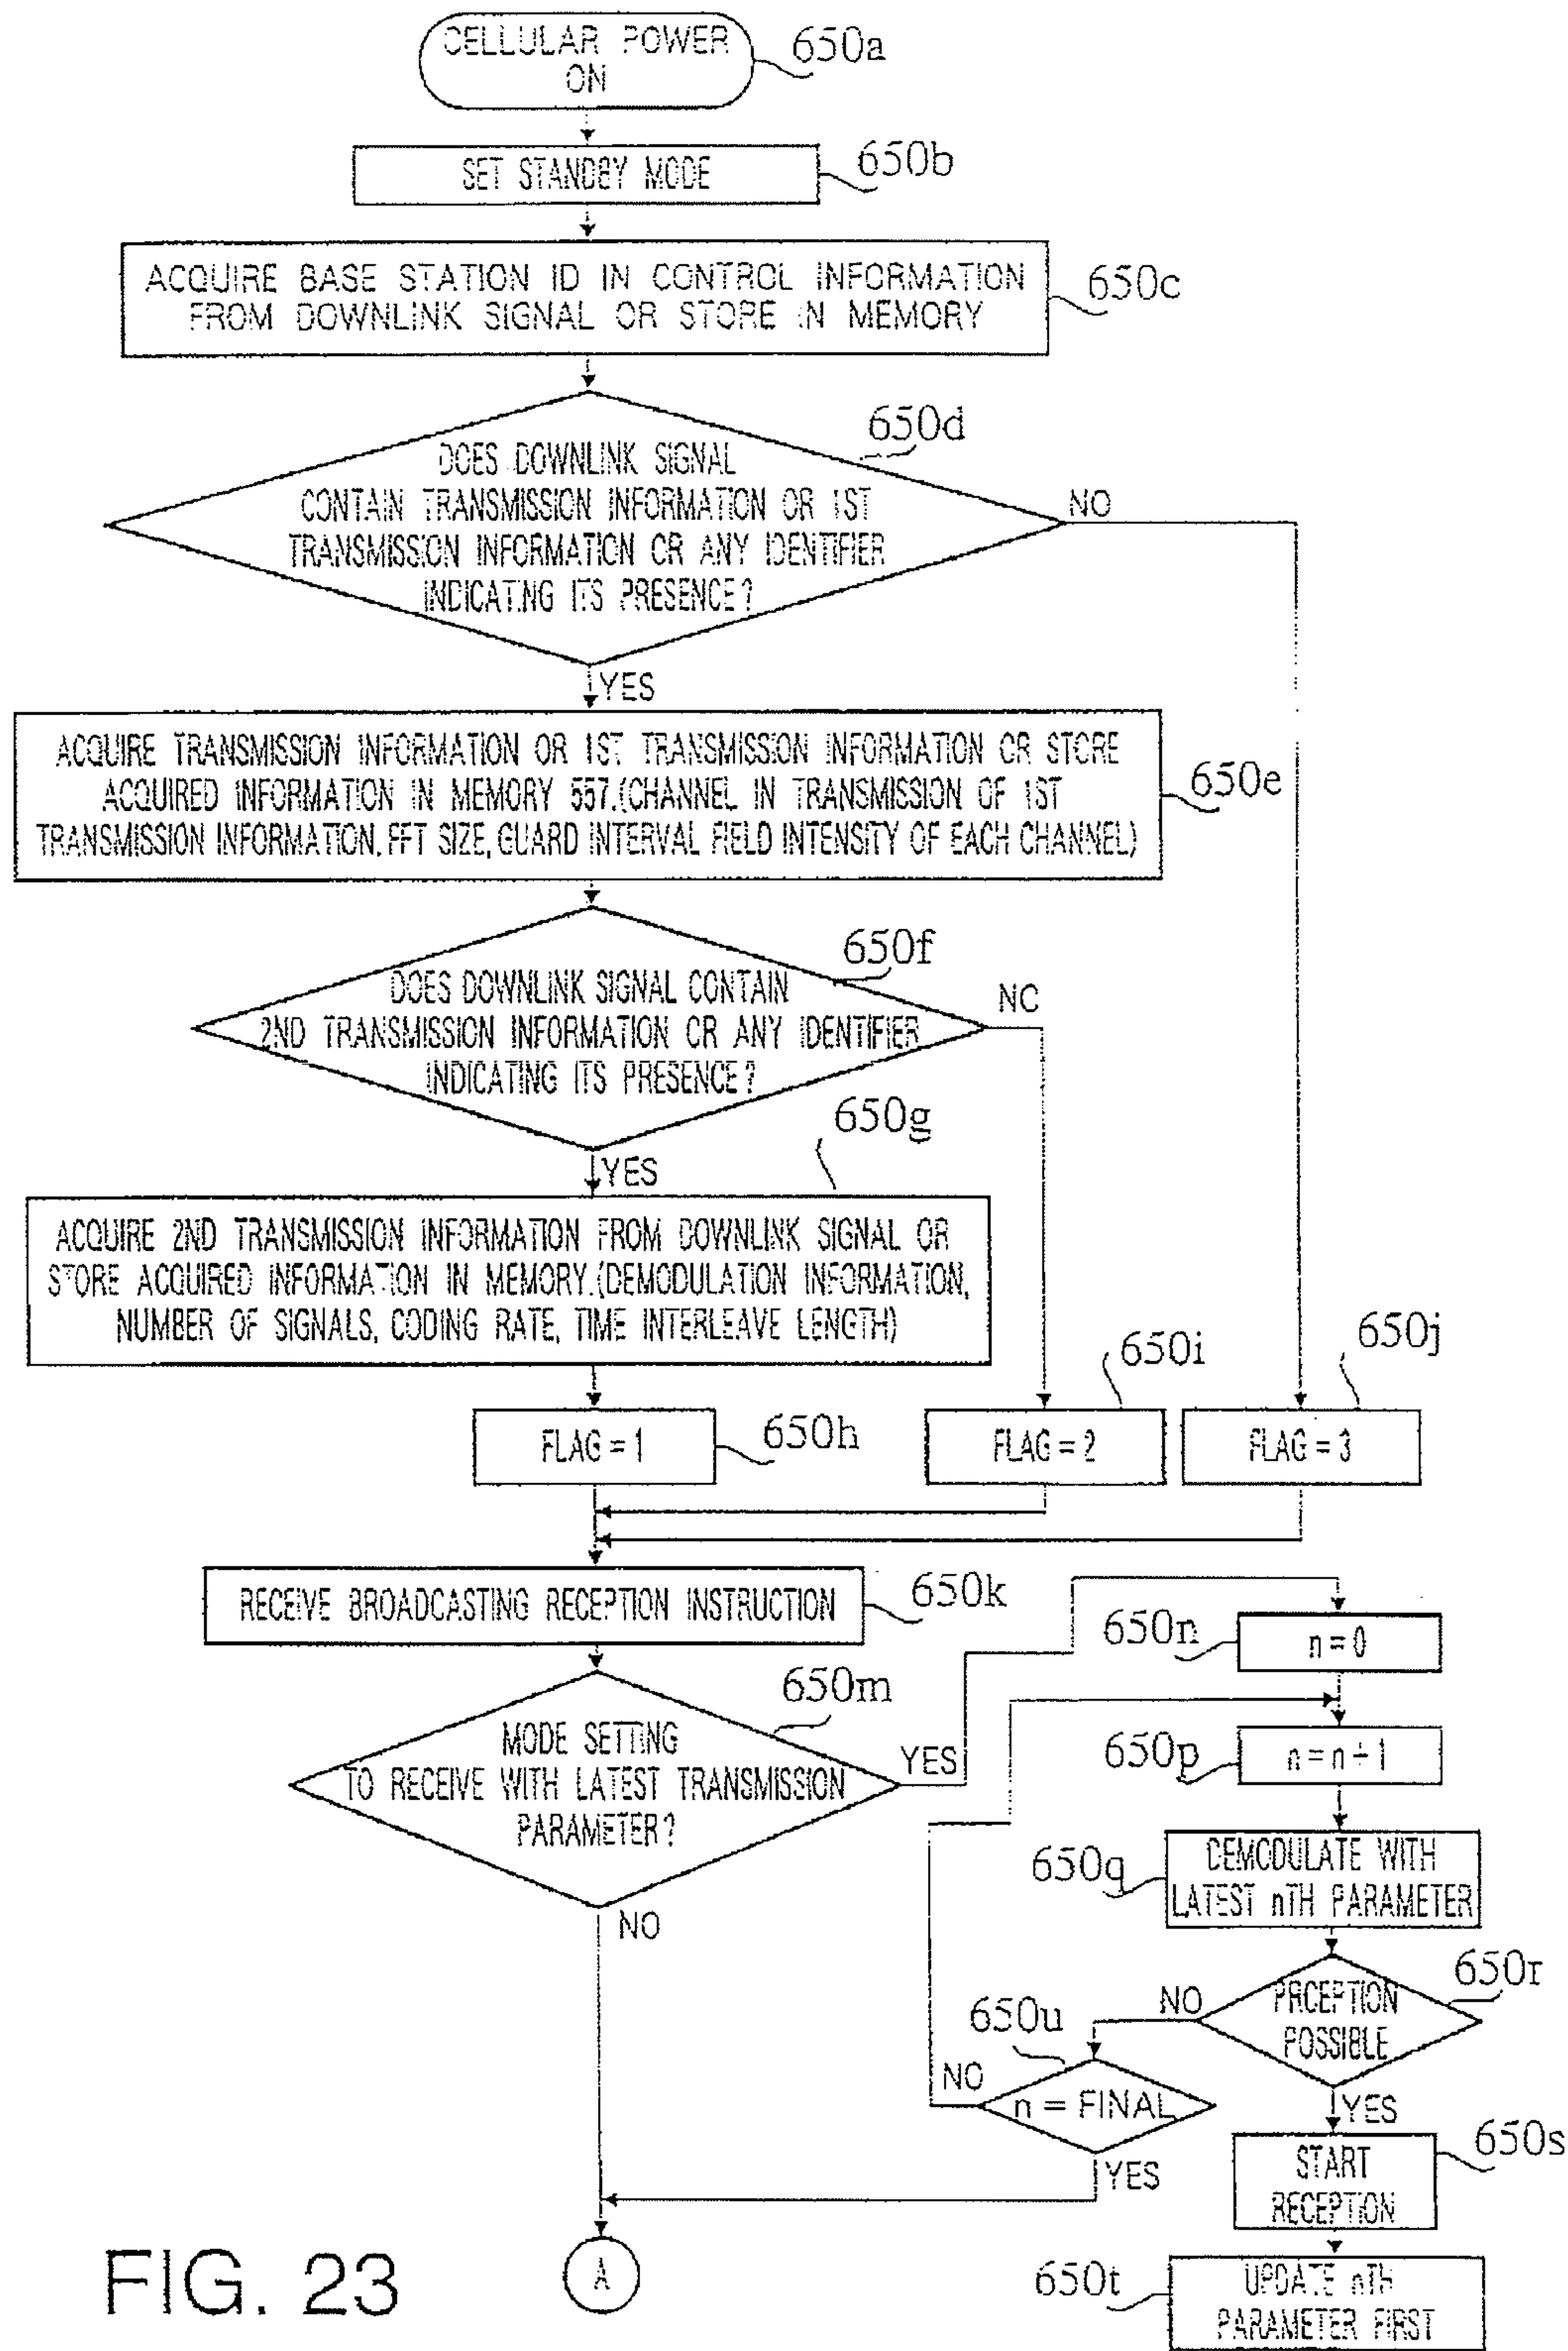 CELLULAR POWER
ON
650a
SET STANDBY MODE
650b
ACQUIRE BASE STATION ID IN CONTROL INFORMATION
FROM DOWNLINK SIGNAL OR STORE IN MEMORY
650c
650d
DOES DOWNLINK SIGNAL
CONTAIN TRANSMISSION INFORMATION OR 1ST
TRANSMISSION INFORMATION OR ANY IDENTIFIER
INDICATING ITS PRESENCE?
NO
YES
ACQUIRE TRANSMISSION INFORMATION OR 1ST TRANSMISSION INFORMATION OR STORE
ACQUIRED INFORMATION IN MEMORY 557.(CHANNEL IN TRANSMISSION OF 1ST
TRANSMISSION INFORMATION, FFT SIZE, GUARD INTERVAL FIELD INTENSITY OF EACH CHANNEL)
650e
650f
DOES DOWNLINK SIGNAL CONTAIN
2ND TRANSMISSION INFORMATION OR ANY IDENTIFIER
INDICATING ITS PRESENCE?
NO
YES
650g
ACQUIRE 2ND TRANSMISSION INFORMATION FROM DOWNLINK SIGNAL OR
STORE ACQUIRED INFORMATION IN MEMORY.(DEMODULATION INFORMATION,
NUMBER OF SIGNALS, CODING RATE, TIME INTERLEAVE LENGTH)
FLAG = 1
650h
FLAG = 2
650i
FLAG = 3
650j
RECEIVE BROADCASTING RECEPTION INSTRUCTION
650k
650m
MODE SETTING
TO RECEIVE WITH LATEST TRANSMISSION
PARAMETER?
YES
NO
650n
n = 0
650p
n = n + 1
650q
DEMODULATE WITH
LATEST nTH PARAMETER
650r
PRCEPTION
POSSIBLE
NO
YES
650u
n = FINAL
NO
YES
START
RECEPTION
650s
650t
UPDATE nTH
PARAMETER FIRST
A
FIG. 23